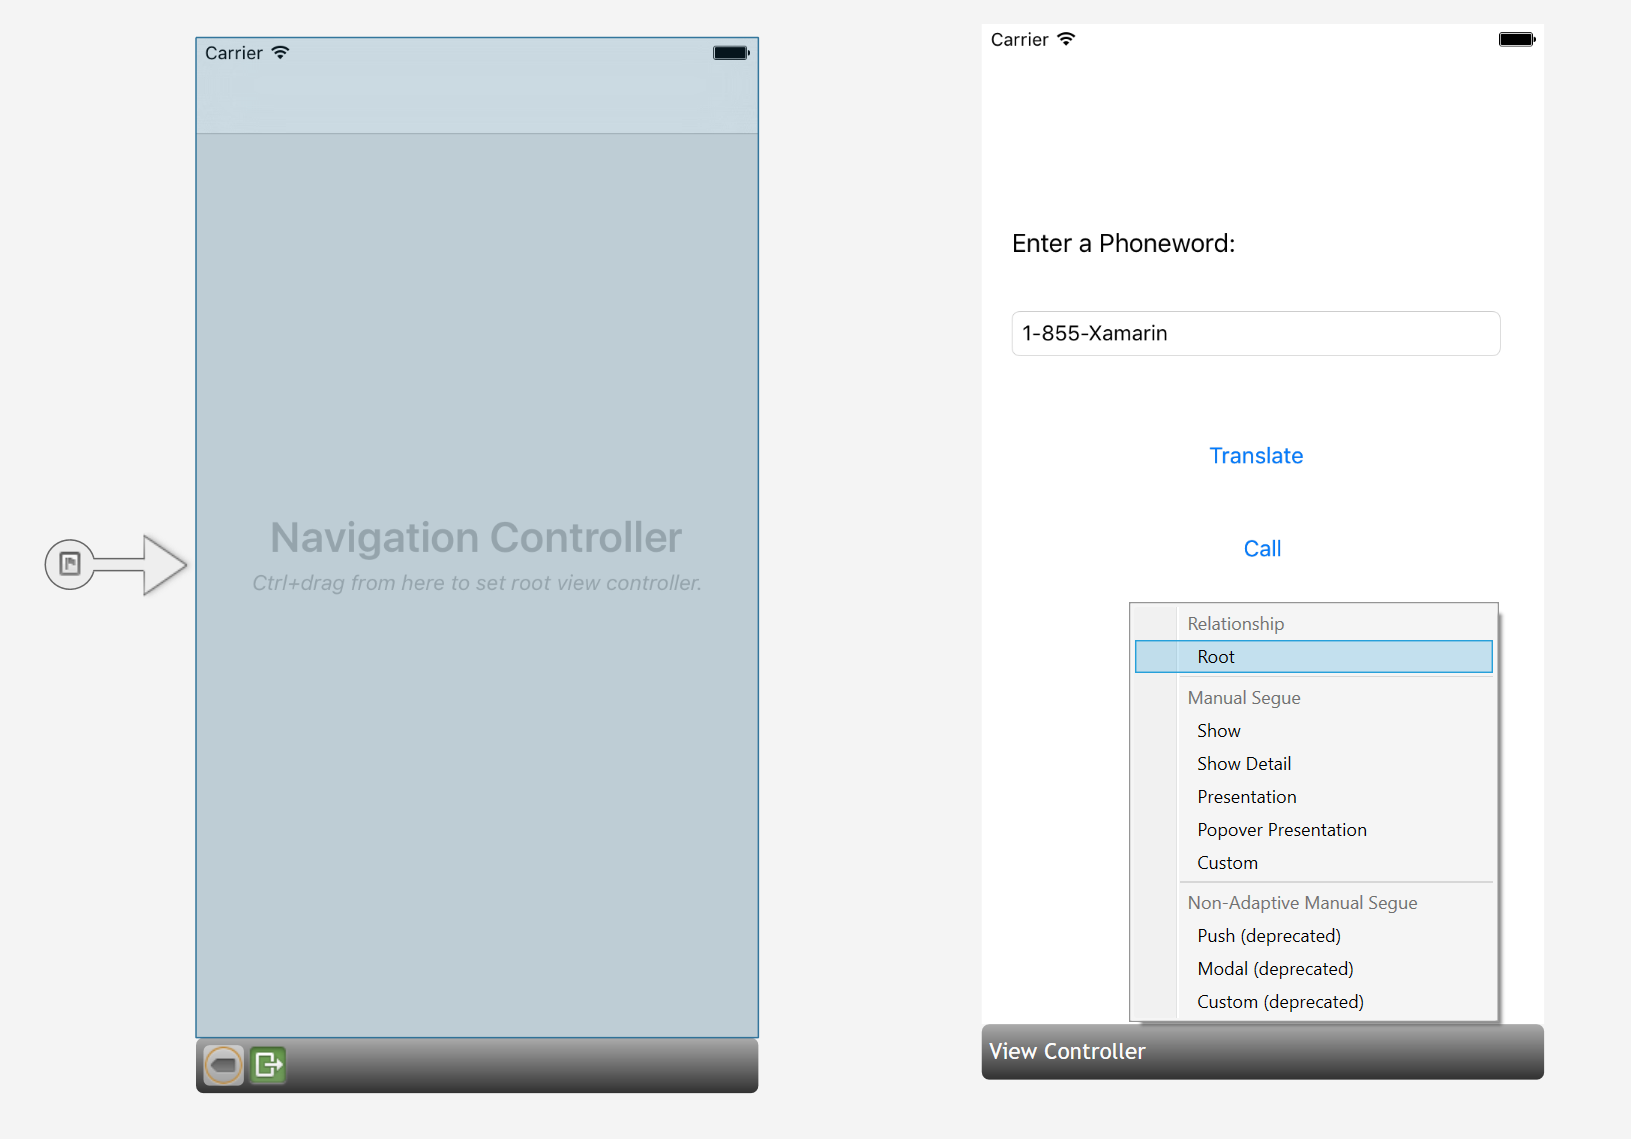 Carrier
Navigation Controller
Ctrl+drag from here to set root view controller.
Carrier
Enter a Phoneword:
1-855-Xamarin
Translate
Call
Relationship
Root
Manual Segue
Show
Show Detail
Presentation
Popover Presentation
Custom
Non-Adaptive Manual Segue
Push (deprecated)
Modal (deprecated)
Custom (deprecated)
View Controller